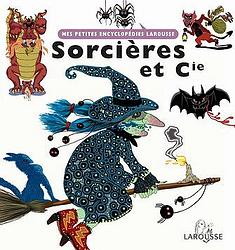 MES PETITES ENCYCLOPÉDIES LAROUSSE
Sorcières
et Cie
LAROUSSE